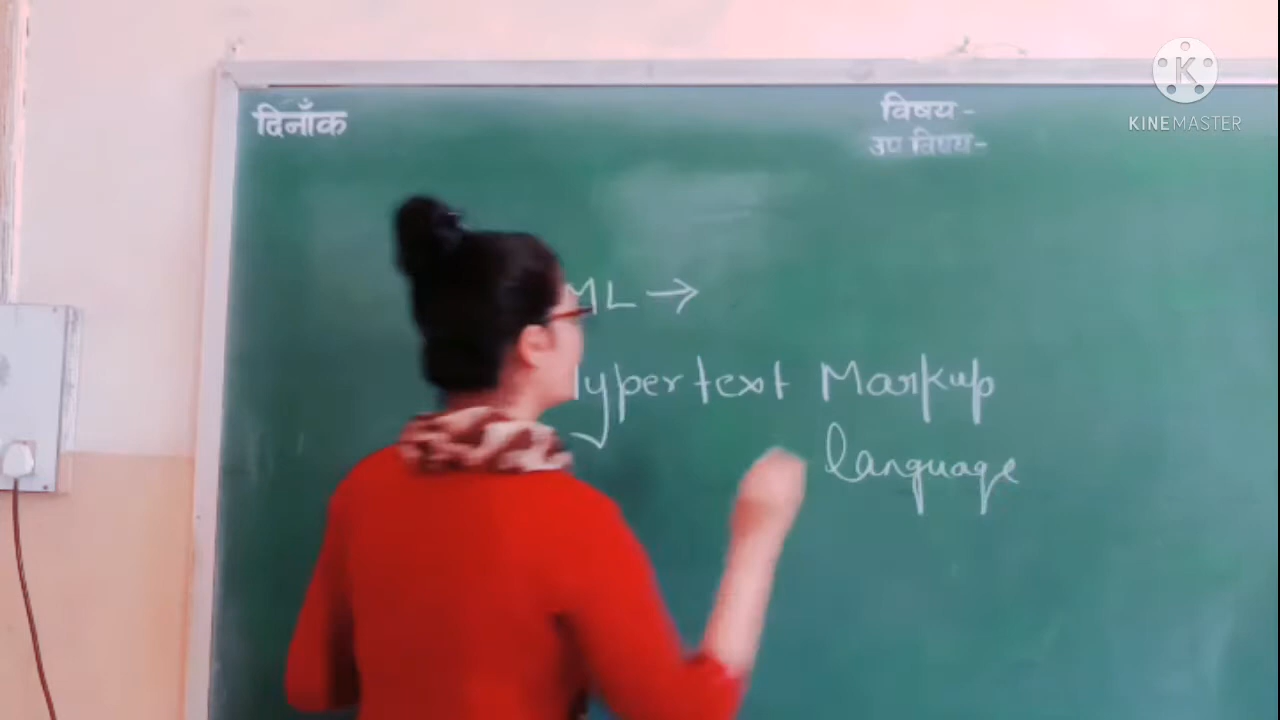 दिनाँक
विषय-
उप विषय-
KINEMASTER
ML →
ypertext Markup
language